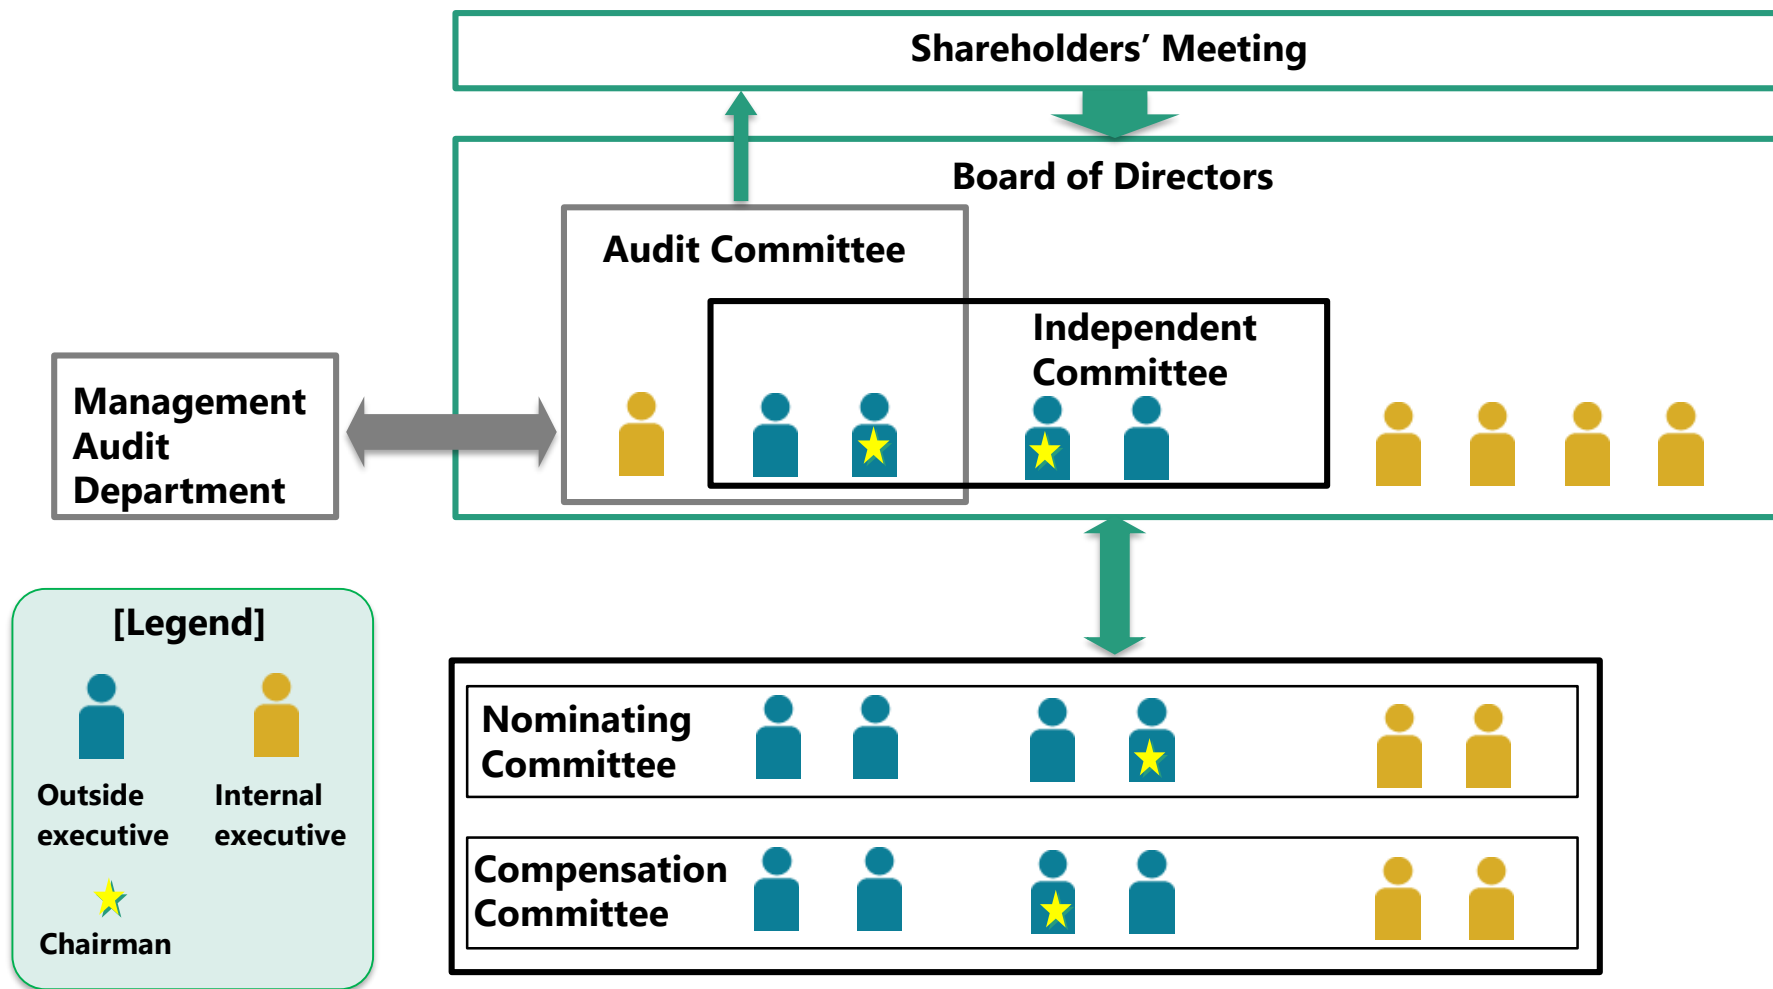 Shareholders’ Meeting
Board of Directors
Audit Committee
Independent
Committee
Management
Audit
Department
[Legend]
Outside
executive
Internal
executive
Chairman
Nominating
Committee
Compensation
Committee